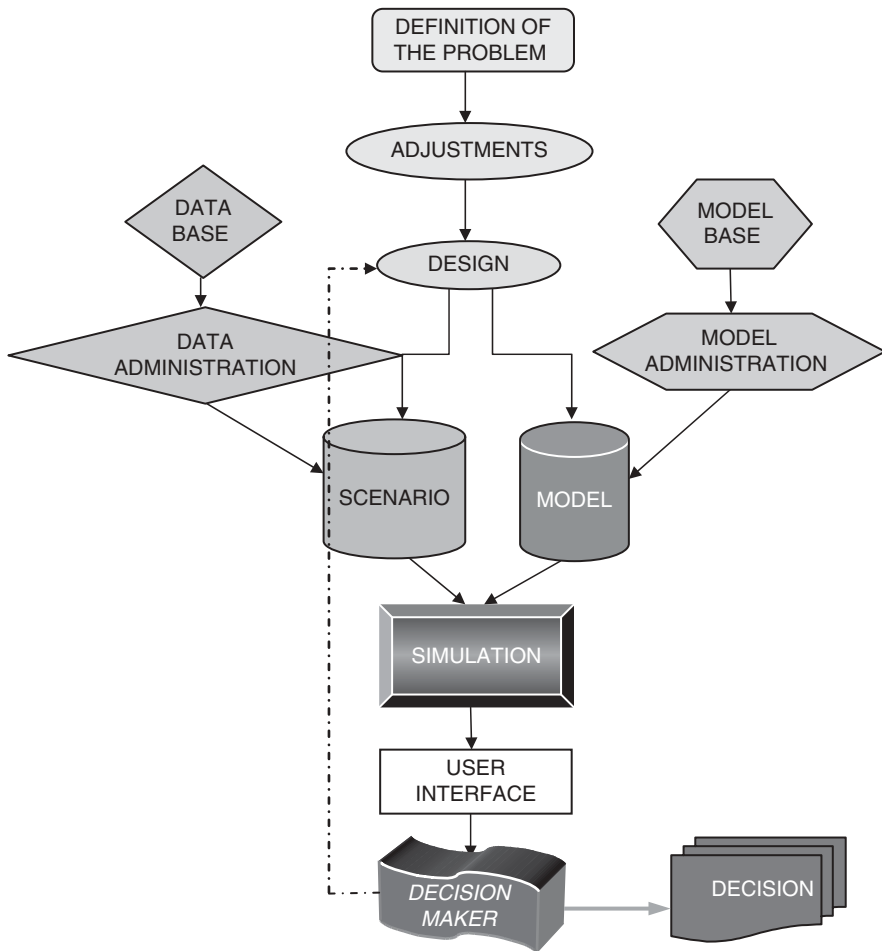 DEFINITION OF
THE PROBLEM
ADJUSTMENTS
DATA
BASE
MODEL
BASE
DESIGN
DATA
ADMINISTRATION
MODEL
ADMINISTRATION
SCENARIO
MODEL
SIMULATION
USER
INTERFACE
DECISION
MAKER
DECISION